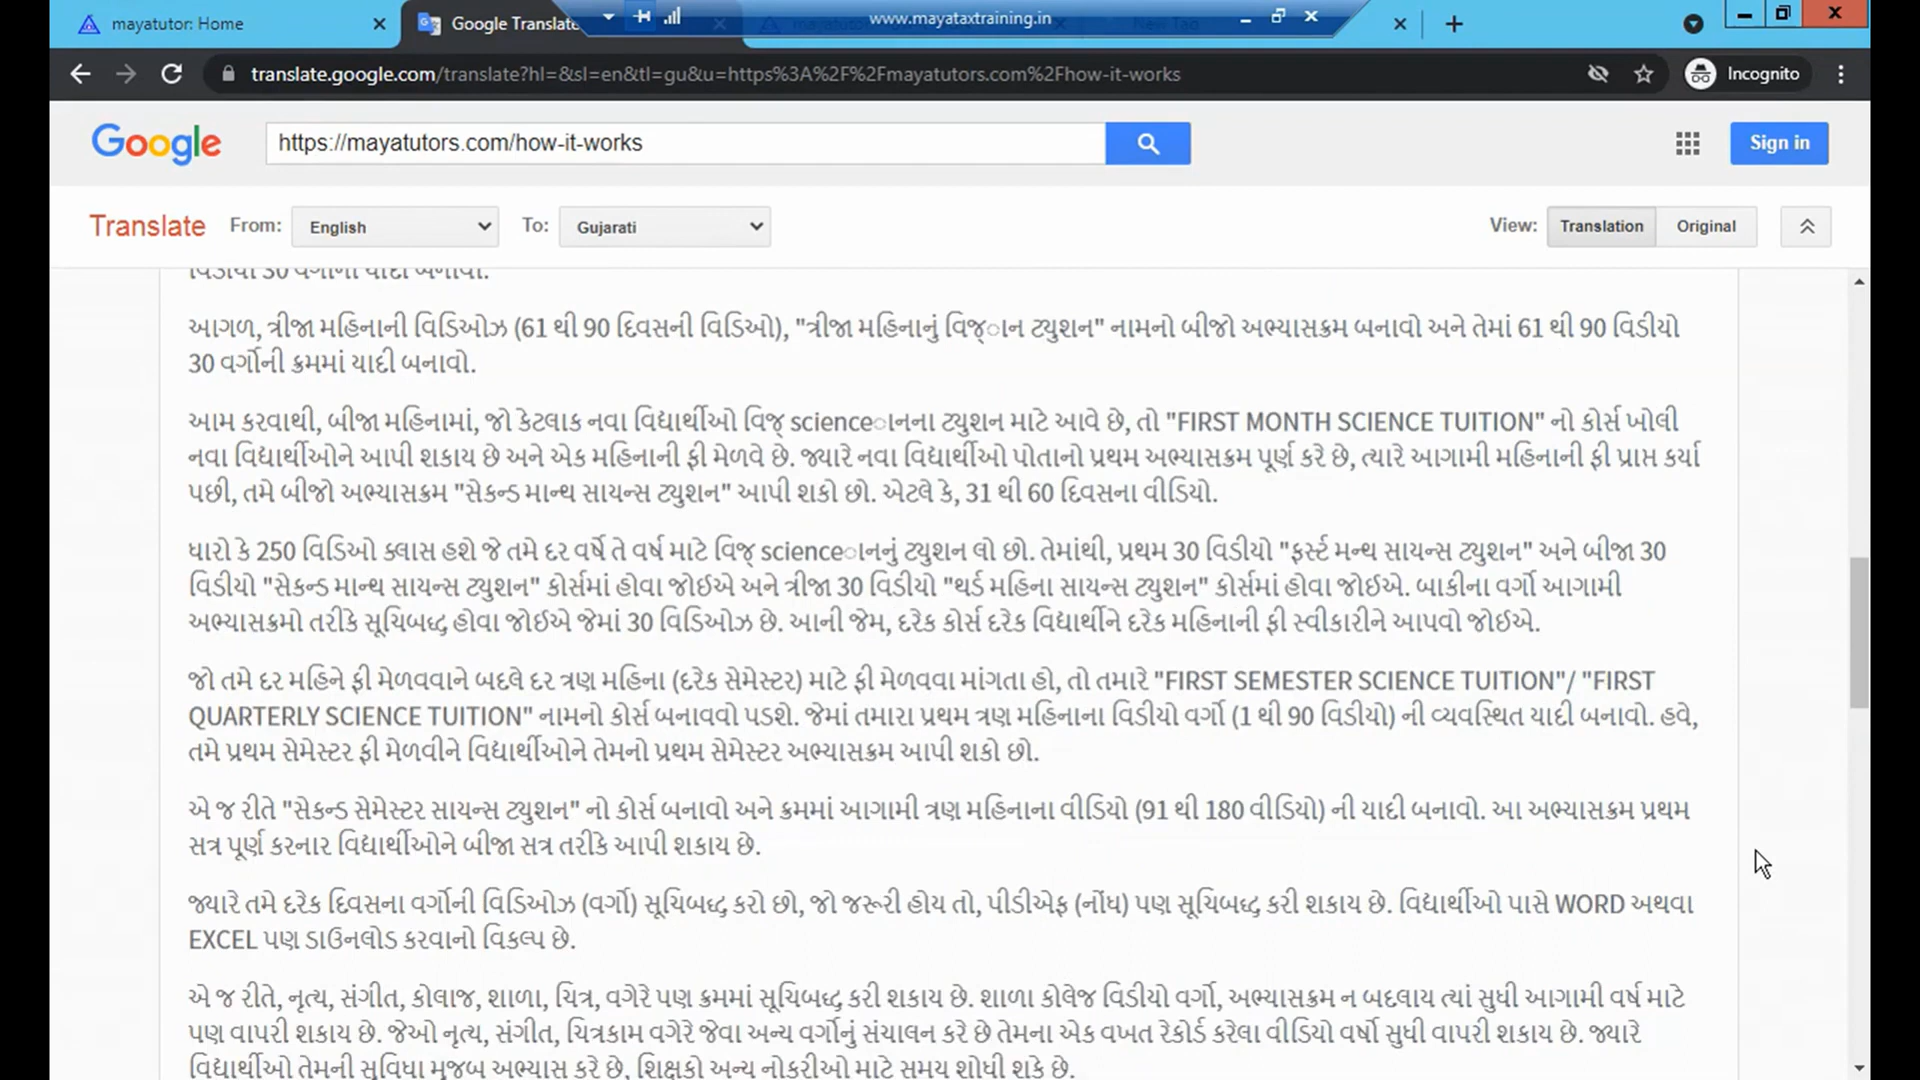 mayatutor: Home
Google Translate
www.mayataxtraining.in
translate.google.com/translate?hl=&sl=en&tl=gu&u=https%3A%2F%2Fmayatutors.com%2Fhow-it-works
Incognito
Google
https://mayatutors.com/how-it-works
Sign in
Translate
From:
English
To:
Gujarati
View:
Translation
Original
વિડીયો 30 વર્ગોની યાદી બનાવો.
આગળ, ત્રીજા મહિનાની વિડિઓઝ (61 થી 90 દિવસની વિડિઓ), "ત્રીજા મહિનાનું વિજ્ાન ટ્યુશન" નામનો બીજો અભ્યાસક્રમ બનાવો અને તેમાં 61 થી 90 વિડીયો
30 વર્ગોની ક્રમમાં યાદી બનાવો.
આમ કરવાથી, બીજા મહિનામાં, જો કેટલાક નવા વિદ્યાર્થીઓ વિજ્ scienceાનના ટ્યુશન માટે આવે છે, તો "FIRST MONTH SCIENCE TUITION" નો કોર્સ ખોલી
નવા વિદ્યાર્થીઓને આપી શકાય છે અને એક મહિનાની ફી મેળવે છે. જ્યારે નવા વિદ્યાર્થીઓ પોતાનો પ્રથમ અભ્યાસક્રમ પૂર્ણ કરે છે, ત્યારે આગામી મહિનાની ફી પ્રાપ્ત કર્યા
પછી, તમે બીજો અભ્યાસક્રમ "સેકન્ડ માન્થ સાયન્સ ટ્યુશન" આપી શકો છો. એટલે કે, 31 થી 60 દિવસના વીડિયો.
ધારો કે 250 વિડિઓ ક્લાસ હશે જે તમે દર વર્ષે તે વર્ષ માટે વિજ્ scienceાનનું ટ્યુશન લો છો. તેમાંથી, પ્રથમ 30 વિડીયો "ફર્સ્ટ મન્થ સાયન્સ ટ્યુશન" અને બીજા 30
વિડીયો "સેકન્ડ માન્થ સાયન્સ ટ્યુશન" કોર્સમાં હોવા જોઈએ અને ત્રીજા 30 વિડીયો "થર્ડ મહિના સાયન્સ ટ્યુશન" કોર્સમાં હોવા જોઈએ. બાકીના વર્ગો આગામી
અભ્યાસક્રમો તરીકે સૂચિબદ્ધ હોવા જોઈએ જેમાં 30 વિડિઓઝ છે. આની જેમ, દરેક કોર્સ દરેક વિદ્યાર્થીને દરેક મહિનાની ફી સ્વીકારીને આપવો જોઈએ.
જો તમે દર મહિને ફી મેળવવાને બદલે દર ત્રણ મહિના (દરેક સેમેસ્ટર) માટે ફી મેળવવા માંગતા હો, તો તમારે "FIRST SEMESTER SCIENCE TUITION"/ "FIRST
QUARTERLY SCIENCE TUITION" નામનો કોર્સ બનાવવો પડશે. જેમાં તમારા પ્રથમ ત્રણ મહિનાના વિડીયો વર્ગો (1 થી 90 વિડીયો) ની વ્યવસ્થિત યાદી બનાવો. હવે,
તમે પ્રથમ સેમેસ્ટર ફી મેળવીને વિદ્યાર્થીઓને તેમનો પ્રથમ સેમેસ્ટર અભ્યાસક્રમ આપી શકો છો.
એ જ રીતે "સેકન્ડ સેમેસ્ટર સાયન્સ ટ્યુશન" નો કોર્સ બનાવો અને ક્રમમાં આગામી ત્રણ મહિનાના વીડિયો (91 થી 180 વીડિયો) ની યાદી બનાવો. આ અભ્યાસક્રમ પ્રથમ
સત્ર પૂર્ણ કરનાર વિદ્યાર્થીઓને બીજા સત્ર તરીકે આપી શકાય છે.
જ્યારે તમે દરેક દિવસના વર્ગોની વિડિઓઝ (વર્ગો) સૂચિબદ્ધ કરો છો, જો જરૂરી હોય તો, પીડીએફ (નોંધ) પણ સૂચિબદ્ધ કરી શકાય છે. વિદ્યાર્થીઓ પાસે WORD અથવા
EXCEL પણ ડાઉનલોડ કરવાનો વિકલ્પ છે.
એ જ રીતે, નૃત્ય, સંગીત, કોલાજ, શાળા, ચિત્ર, વગેરે પણ ક્રમમાં સૂચિબદ્ધ કરી શકાય છે. શાળા કોલેજ વિડીયો વર્ગો, અભ્યાસક્રમ ન બદલાય ત્યાં સુધી આગામી વર્ષ માટે
પણ વાપરી શકાય છે. જેઓ નૃત્ય, સંગીત, ચિત્રકામ વગેરે જેવા અન્ય વર્ગોનું સંચાલન કરે છે તેમના એક વખત રેકોર્ડ કરેલા વીડિયો વર્ષો સુધી વાપરી શકાય છે. જ્યારે
વિદ્યાર્થીઓ તેમની સુવિધા મુજબ અભ્યાસ કરે છે, શિક્ષકો અન્ય નોકરીઓ માટે સમય શોધી શકે છે.